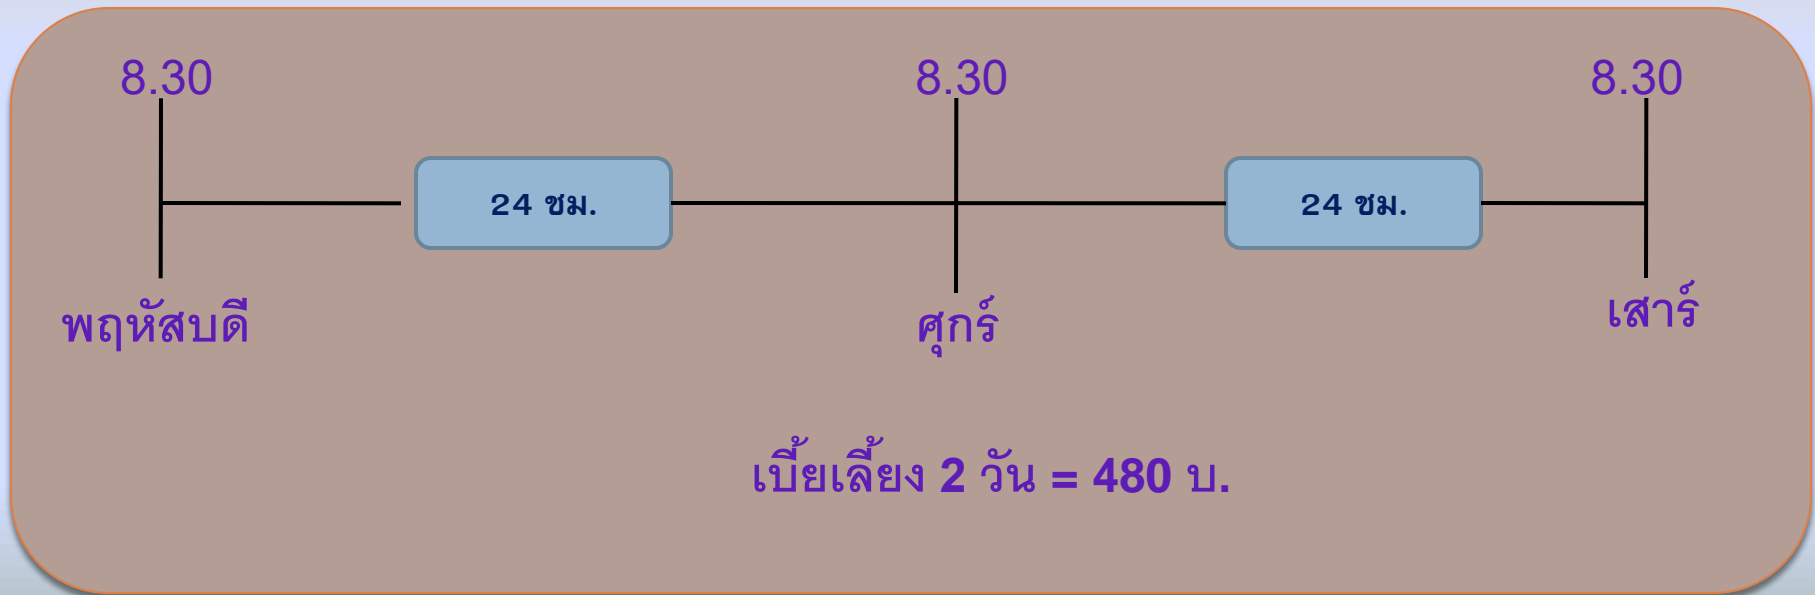 8.30 8.30 8.30
24 ชม. 24 ชม.
พฤหัสบดี ศุกร์ เสาร์
เบี้ยเลี้ยง 2 วัน = 480 บ.